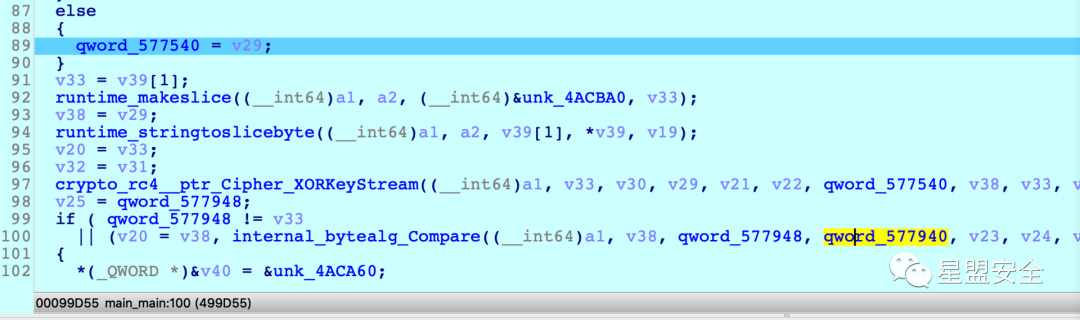 87 else
88 {
89 qword_577540 = v29;
90 }
91 v33 = v39[1];
92 runtime_makeslice((__int64)a1, a2, (__int64)&unk_4ACBA0, v33);
93 v38 = v29;
94 runtime_stringtoslicebyte((__int64)a1, a2, v39[1], *v39, v19);
95 v20 = v33;
96 v32 = v31;
97 crypto_rc4__ptr_Cipher_XORKeyStream((__int64)a1, v33, v30, v29, v21, v22, qword_577540, v38, v33, v
98 v25 = qword_577948;
99 if ( qword_577948 != v33
100 || (v20 = v38, internal_bytealg_Compare((__int64)a1, v38, qword_577948, qword_577940, v23, v24, v
101 {
102 *(_QWORD *)&v40 = &unk_4ACA60;
星盟安全
00099D55 main_main:100 (499D55)